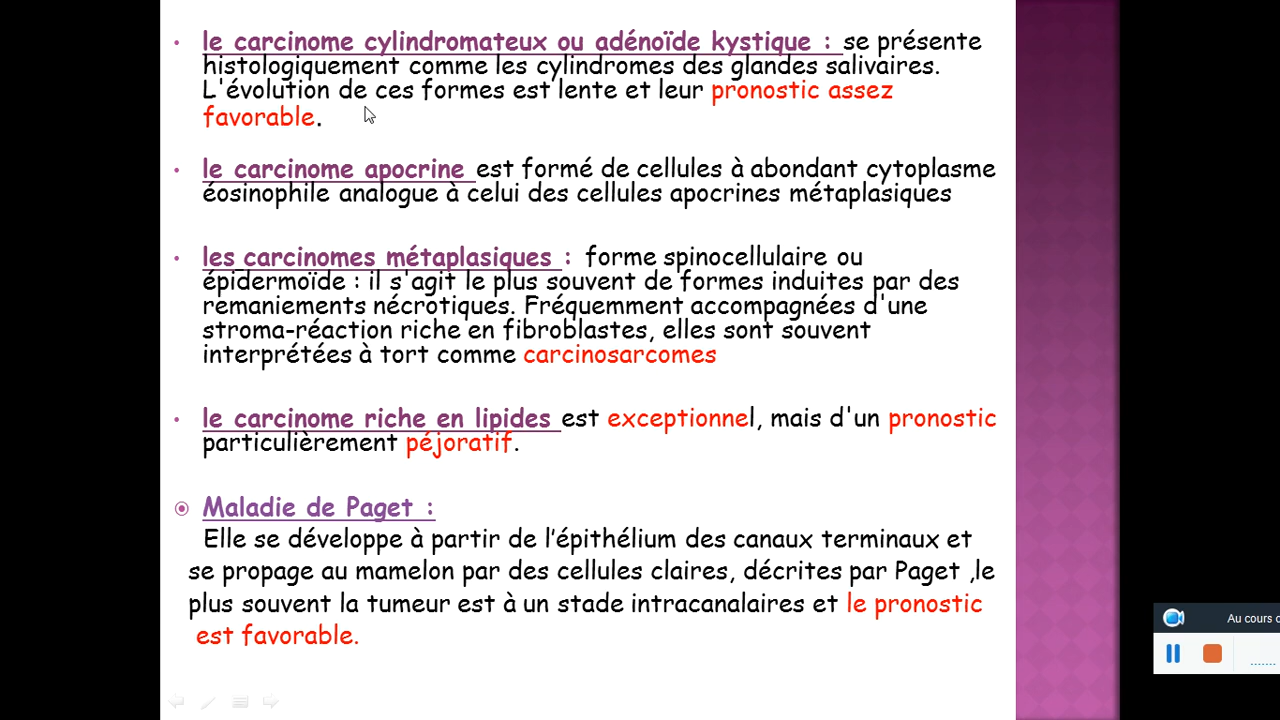 • le carcinome cylindromateux ou adénoïde kystique : se présente
histologiquement comme les cylindromes des glandes salivaires.
L'évolution de ces formes est lente et leur pronostic assez
favorable.
• le carcinome apocrine est formé de cellules à abondant cytoplasme
éosinophile analogue à celui des cellules apocrines métaplasiques
• les carcinomes métaplasiques : forme spinocellulaire ou
épidermoïde : il s'agit le plus souvent de formes induites par des
remaniements nécrotiques. Fréquemment accompagnées d'une
stroma-réaction riche en fibroblastes, elles sont souvent
interprétées à tort comme carcinosarcomes
• le carcinome riche en lipides est exceptionnel, mais d'un pronostic
particulièrement péjoratif.
Maladie de Paget :
Elle se développe à partir de l’épithélium des canaux terminaux et
se propage au mamelon par des cellules claires, décrites par Paget ,le
plus souvent la tumeur est à un stade intracanalaires et le pronostic
est favorable.
Au cours